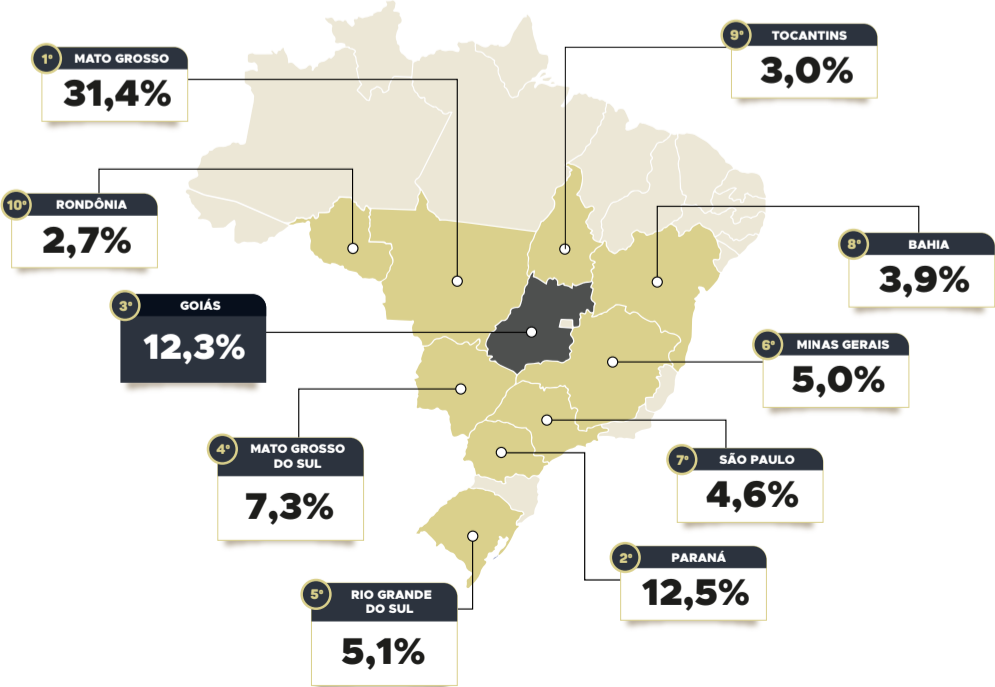 1º
MATO GROSSO
31,4%
9º
TOCANTINS
3,0%
10º
RONDÔNIA
2,7%
8º
BAHIA
3,9%
3º
GOIÁS
12,3%
6º
MINAS GERAIS
5,0%
4º
MATO GROSSO
DO SUL
7,3%
7º
SÃO PAULO
4,6%
2º
PARANÁ
12,5%
5º
RIO GRANDE
DO SUL
5,1%